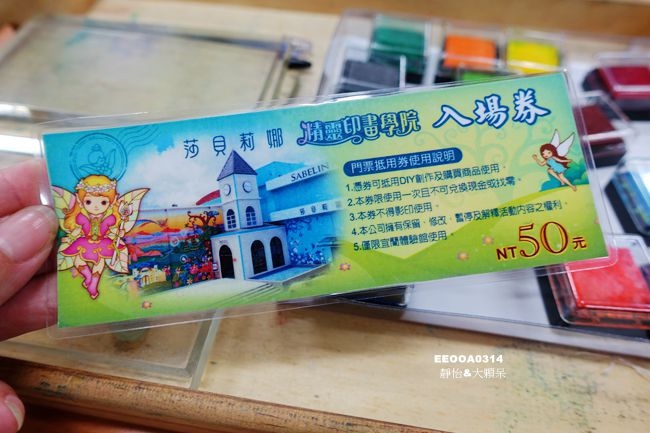 莎貝莉娜 精靈印畫學院 入場券
門票抵用券使用說明
1.憑券可抵用DIY創作及購買商品使用。
2.本券限使用一次且不可兌換現金或找零。
3.本券不得影印使用。
4.本公司擁有保留、修改、暫停及解釋活動內容之權利。
5.僅限宜蘭體驗館使用。
NT50元
SABELIN
莎貝莉
EEOOA0314
靜怡&大顆呆